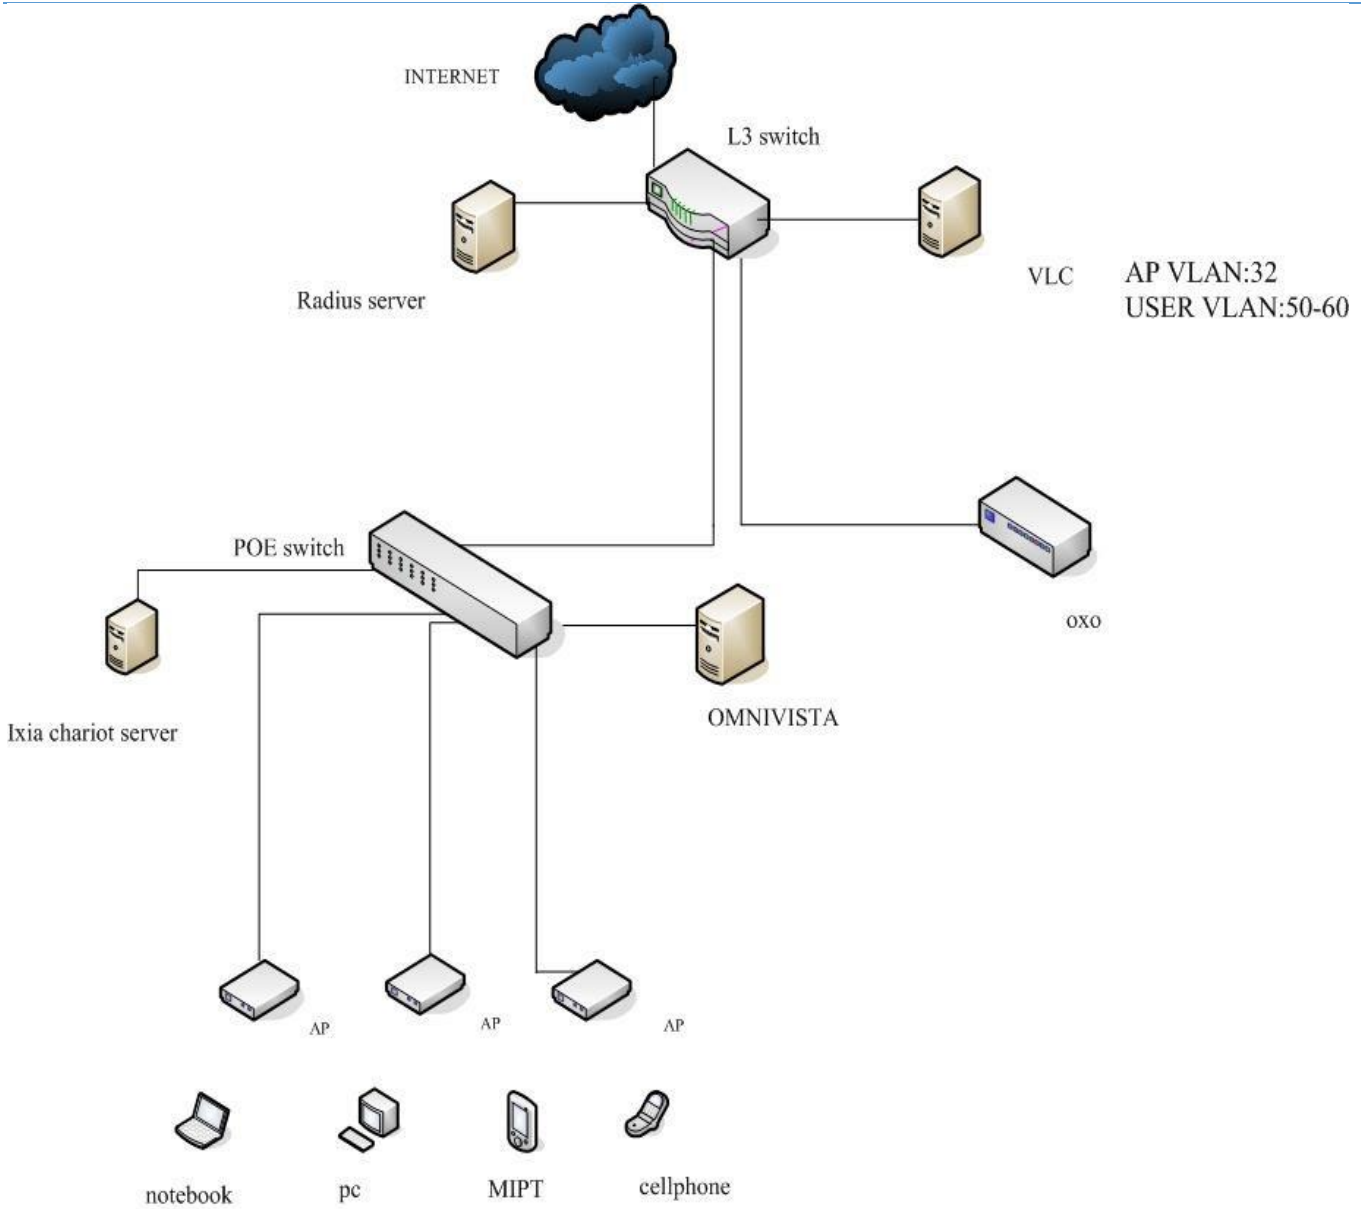 INTERNET
L3 switch
Radius server
VLC
AP VLAN:32
USER VLAN:50-60
POE switch
oxo
Ixia chariot server
OMNIVISTA
AP
AP
AP
notebook
pc
MIPT
cellphone